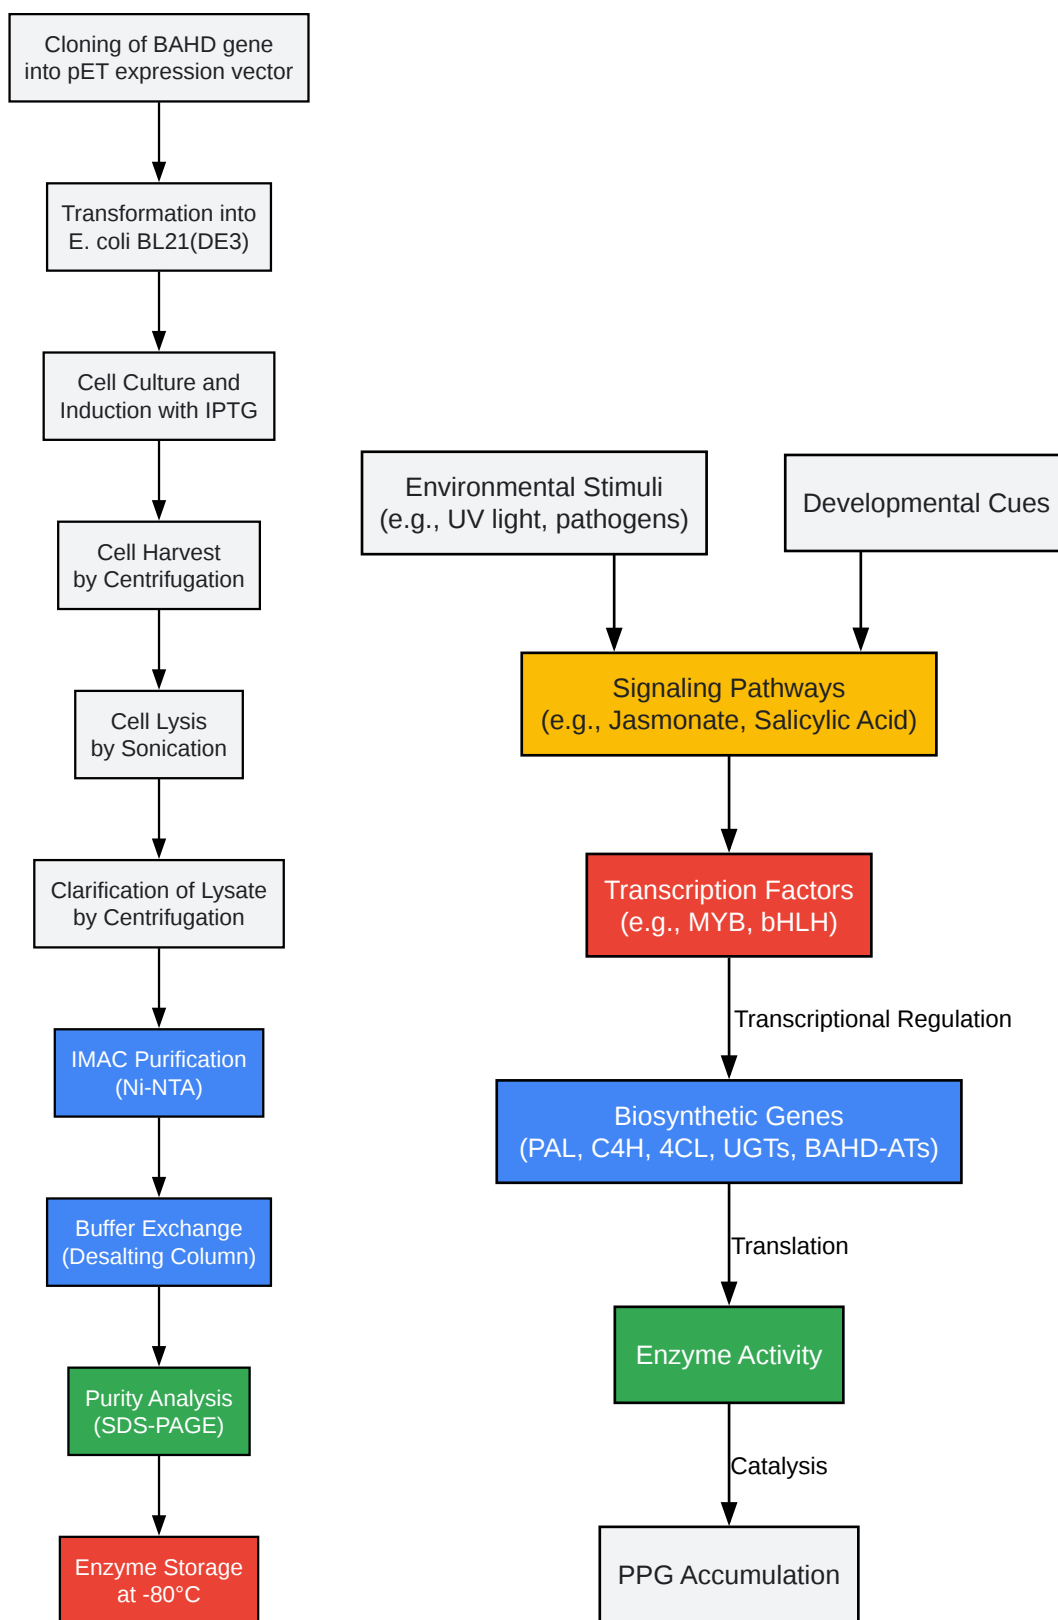 Cloning of BAHD gene
into pET expression vector
Transformation into
E. coli BL21(DE3)
Cell Culture and
Induction with IPTG
Cell Harvest
by Centrifugation
Cell Lysis
by Sonication
Clarification of Lysate
by Centrifugation
IMAC Purification
(Ni-NTA)
Buffer Exchange
(Desalting Column)
Purity Analysis
(SDS-PAGE)
Enzyme Storage
at -80°C
Environmental Stimuli
(e.g., UV light, pathogens)
Developmental Cues
Signaling Pathways
(e.g., Jasmonate, Salicylic Acid)
Transcription Factors
(e.g., MYB, bHLH)
Transcriptional Regulation
Biosynthetic Genes
(PAL, C4H, 4CL, UGTs, BAHD-ATs)
Translation
Enzyme Activity
Catalysis
PPG Accumulation